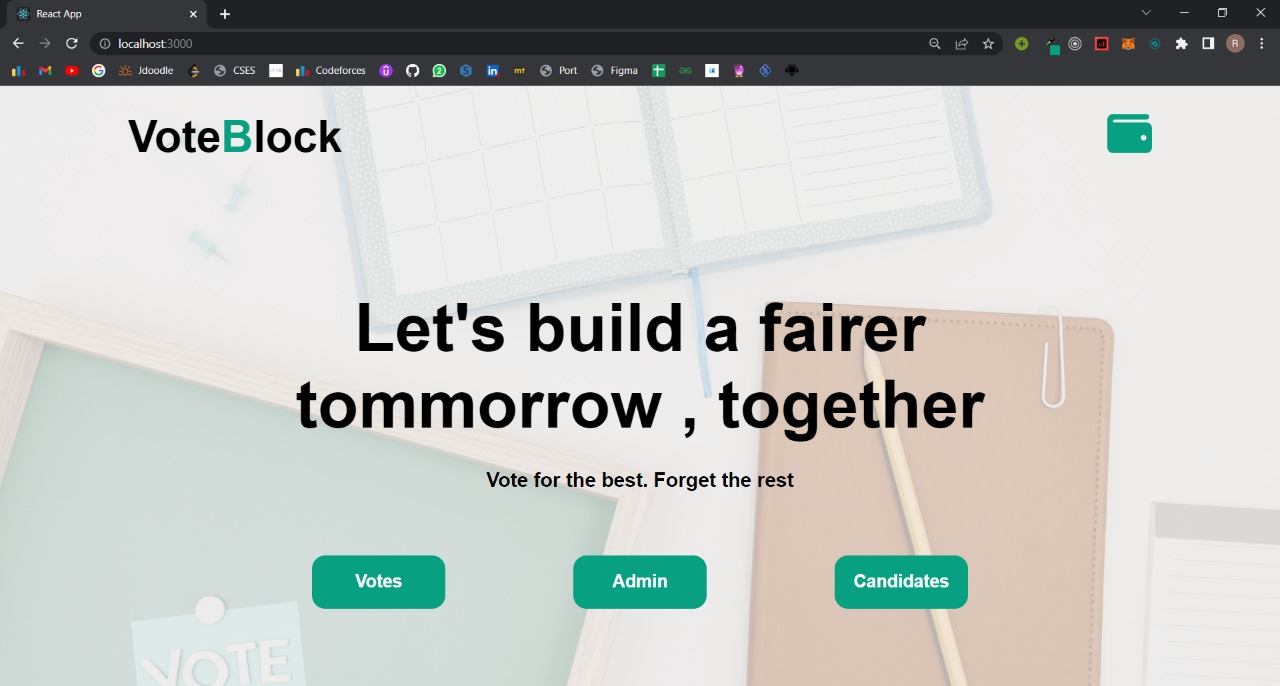 React App
localhost:3000
Jdoodle
CSES
Codeforces
mt
Port
Figma
R
VoteBlock
Let's build a fairer
tommorrow , together
Vote for the best. Forget the rest
Votes
Admin
Candidates
VOTE